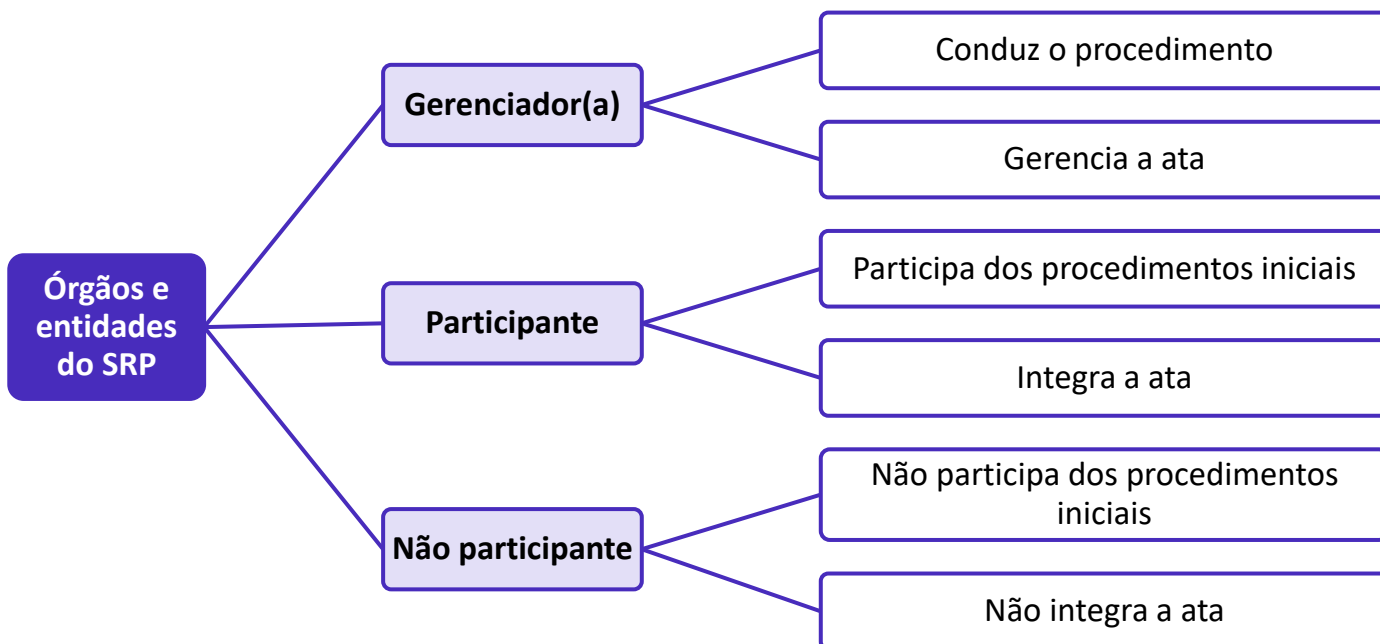 Órgãos e
entidades
do SRP
Gerenciador(a)
Conduz o procedimento
Gerencia a ata
Participante
Participa dos procedimentos iniciais
Integra a ata
Não participante
Não participa dos procedimentos
iniciais
Não integra a ata